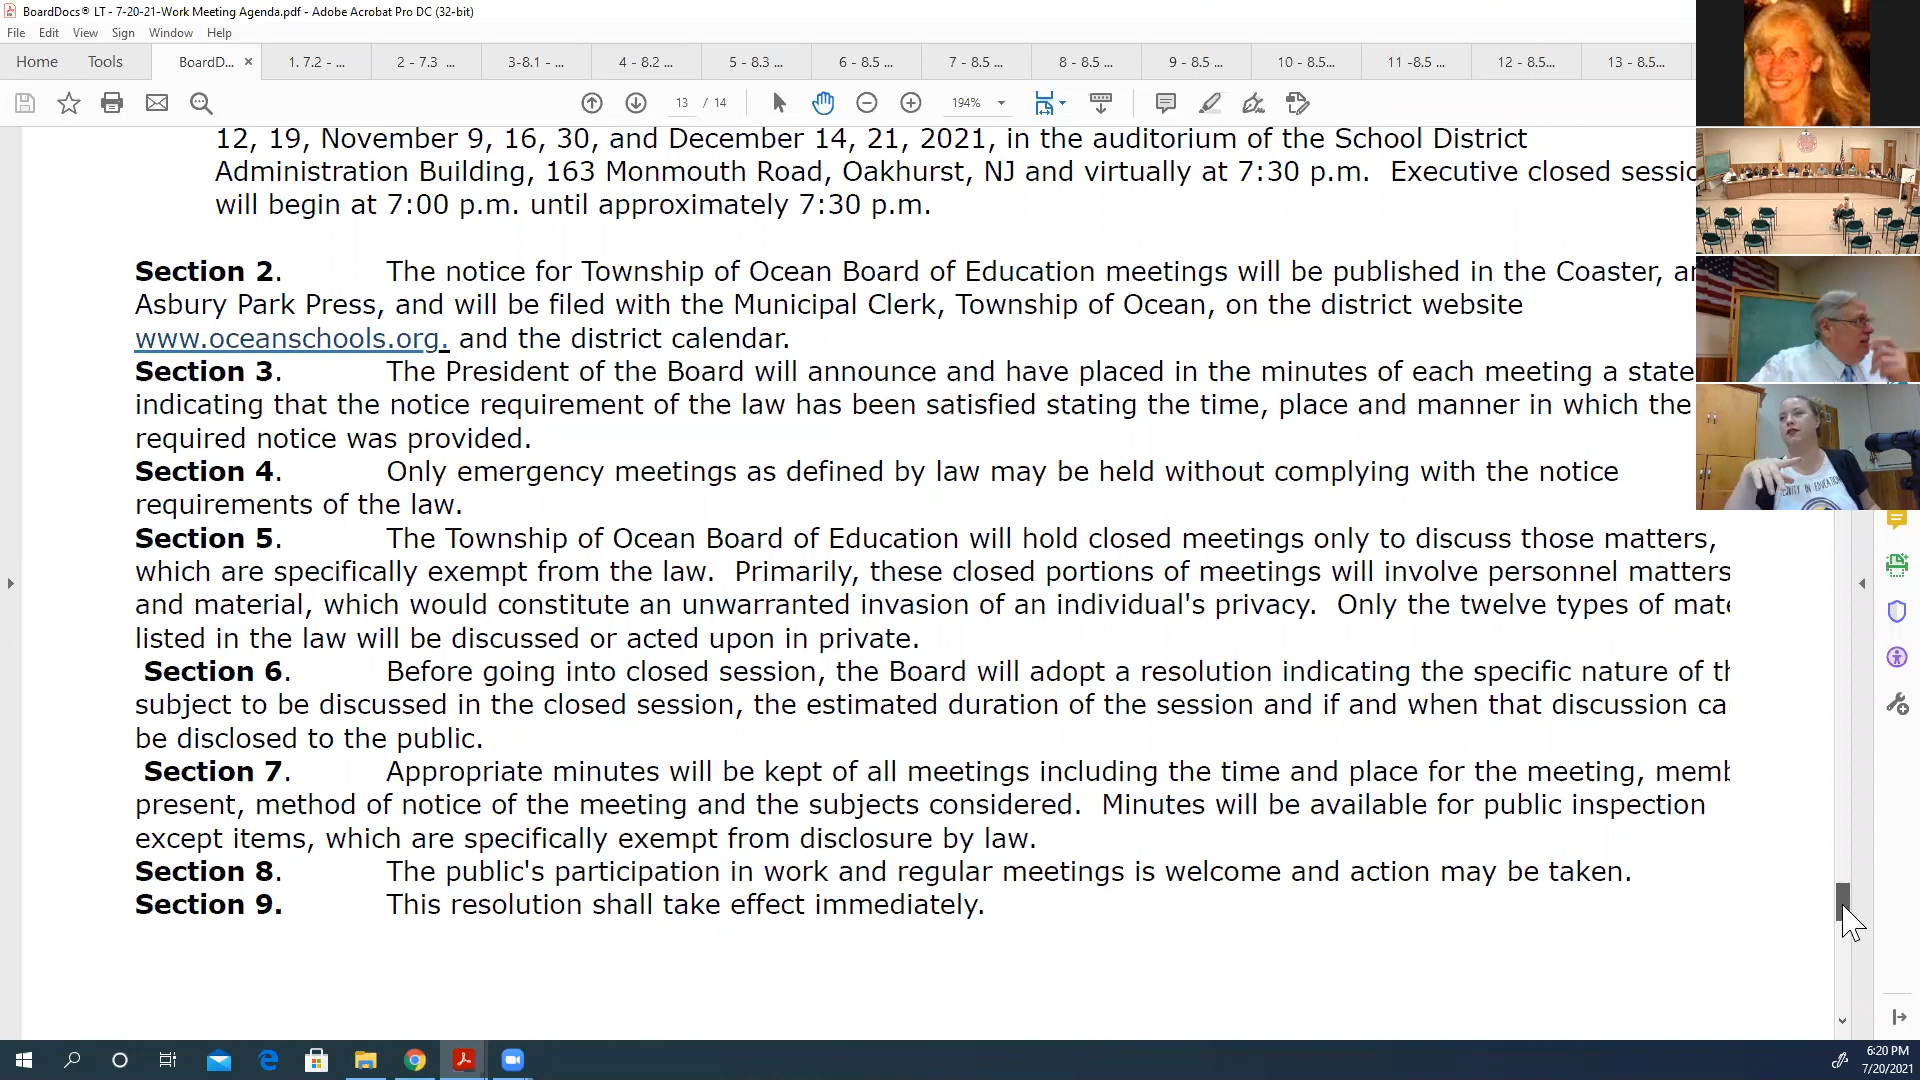 BoardDocs® LT - 7-20-21-Work Meeting Agenda.pdf - Adobe Acrobat Pro DC (32-bit)
File Edit View Sign Window Help
Home Tools BoardD... × 1. 7.2 - ... 2 - 7.3 ... 3-8.1 - ... 4 - 8.2 ... 5 - 8.3 ... 6 - 8.5 ... 7 - 8.5 ... 8 - 8.5 ... 9 - 8.5 ... 10 - 8.5... 11 -8.5 ... 12 - 8.5... 13 - 8.5...
13 / 14 194%
12, 19, November 9, 16, 30, and December 14, 21, 2021, in the auditorium of the School District
Administration Building, 163 Monmouth Road, Oakhurst, NJ and virtually at 7:30 p.m. Executive closed sessio
will begin at 7:00 p.m. until approximately 7:30 p.m.
Section 2. The notice for Township of Ocean Board of Education meetings will be published in the Coaster, an
Asbury Park Press, and will be filed with the Municipal Clerk, Township of Ocean, on the district website
www.oceanschools.org. and the district calendar.
Section 3. The President of the Board will announce and have placed in the minutes of each meeting a state
indicating that the notice requirement of the law has been satisfied stating the time, place and manner in which the
required notice was provided.
Section 4. Only emergency meetings as defined by law may be held without complying with the notice
requirements of the law.
Section 5. The Township of Ocean Board of Education will hold closed meetings only to discuss those matters,
which are specifically exempt from the law. Primarily, these closed portions of meetings will involve personnel matters
and material, which would constitute an unwarranted invasion of an individual's privacy. Only the twelve types of mate
listed in the law will be discussed or acted upon in private.
Section 6. Before going into closed session, the Board will adopt a resolution indicating the specific nature of th
subject to be discussed in the closed session, the estimated duration of the session and if and when that discussion ca
be disclosed to the public.
Section 7. Appropriate minutes will be kept of all meetings including the time and place for the meeting, memb
present, method of notice of the meeting and the subjects considered. Minutes will be available for public inspection
except items, which are specifically exempt from disclosure by law.
Section 8. The public's participation in work and regular meetings is welcome and action may be taken.
Section 9. This resolution shall take effect immediately.
6:20 PM
7/20/2021